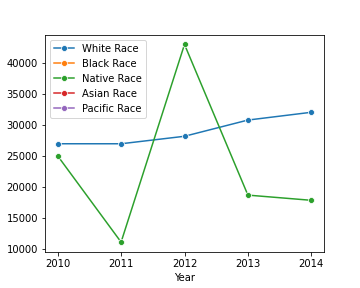 White Race
Black Race
Native Race
Asian Race
Pacific Race
40000
35000
30000
25000
20000
15000
10000
2010 2011 2012 2013 2014
Year